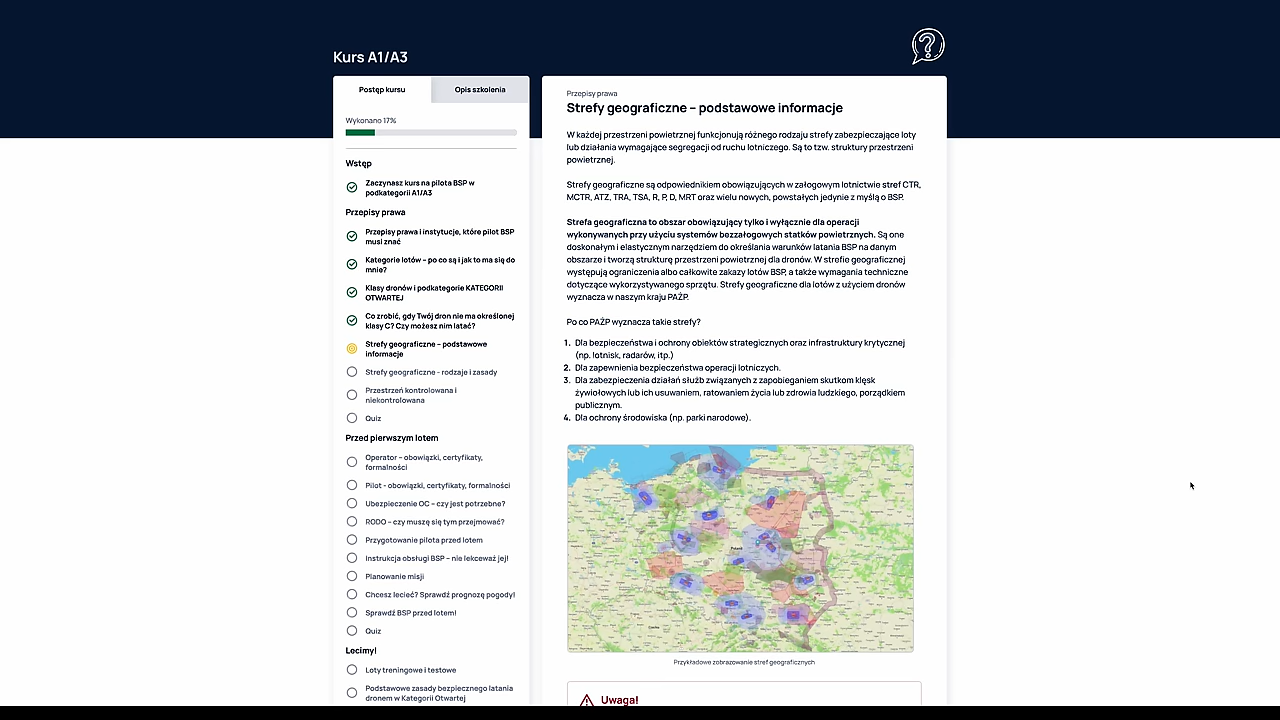 Kurs A1/A3
Postęp kursu
Opis szkolenia
Wykonano 17%
Wstęp
Zaczynasz kurs na pilota BSP w
podkategorii A1/A3
Przepisy prawa
Przepisy prawa i instytucje, które pilot BSP
musi znać
Kategorie lotów – po co są i jak to ma się do
mnie?
Klasy dronów i podkategorie KATEGORII
OTWARTEJ
Co zrobić, gdy Twój dron nie ma określonej
klasy C? Czy możesz nim latać?
Strefy geograficzne – podstawowe
informacje
Strefy geograficzne - rodzaje i zasady
Przestrzeń kontrolowana i
niekontrolowana
Quiz
Przed pierwszym lotem
Operator – obowiązki, certyfikaty,
formalności
Pilot - obowiązki, certyfikaty, formalności
Ubezpieczenie OC – czy jest potrzebne?
RODO – czy muszę się tym przejmować?
Przygotowanie pilota przed lotem
Instrukcja obsługi BSP – nie lekceważ jej!
Planowanie misji
Chcesz lecieć? Sprawdź prognozę pogody!
Sprawdź BSP przed lotem!
Quiz
Lecimy!
Loty treningowe i testowe
Podstawowe zasady bezpiecznego latania
dronem w Kategorii Otwartej
Przepisy prawa
Strefy geograficzne – podstawowe informacje
W każdej przestrzeni powietrznej funkcjonują różnego rodzaju strefy zabezpieczające loty
lub działania wymagające segregacji od ruchu lotniczego. Są to tzw. struktury przestrzeni
powietrznej.
Strefy geograficzne są odpowiednikiem obowiązujących w załogowym lotnictwie stref CTR,
MCTR, ATZ, TRA, TSA, R, P, D, MRT oraz wielu nowych, powstałych jedynie z myślą o BSP.
Strefa geograficzna to obszar obowiązujący tylko i wyłącznie dla operacji
wykonywanych przy użyciu systemów bezzałogowych statków powietrznych. Są one
doskonałym i elastycznym narzędziem do określania warunków latania BSP na danym
obszarze i tworzą strukturę przestrzeni powietrznej dla dronów. W strefie geograficznej
występują ograniczenia albo całkowite zakazy lotów BSP, a także wymagania techniczne
dotyczące wykorzystywanego sprzętu. Strefy geograficzne dla lotów z użyciem dronów
wyznacza w naszym kraju PAŻP.
Po co PAŻP wyznacza takie strefy?
1. Dla bezpieczeństwa i ochrony obiektów strategicznych oraz infrastruktury krytycznej
(np. lotnisk, radarów, itp.)
2. Dla zapewnienia bezpieczeństwa operacji lotniczych.
3. Dla zabezpieczenia działań służb związanych z zapobieganiem skutkom klęsk
żywiołowych lub ich usuwaniem, ratowaniem życia lub zdrowia ludzkiego, porządkiem
publicznym.
4. Dla ochrony środowiska (np. parki narodowe).
Przykładowe zobrazowanie stref geograficznych
Uwaga!